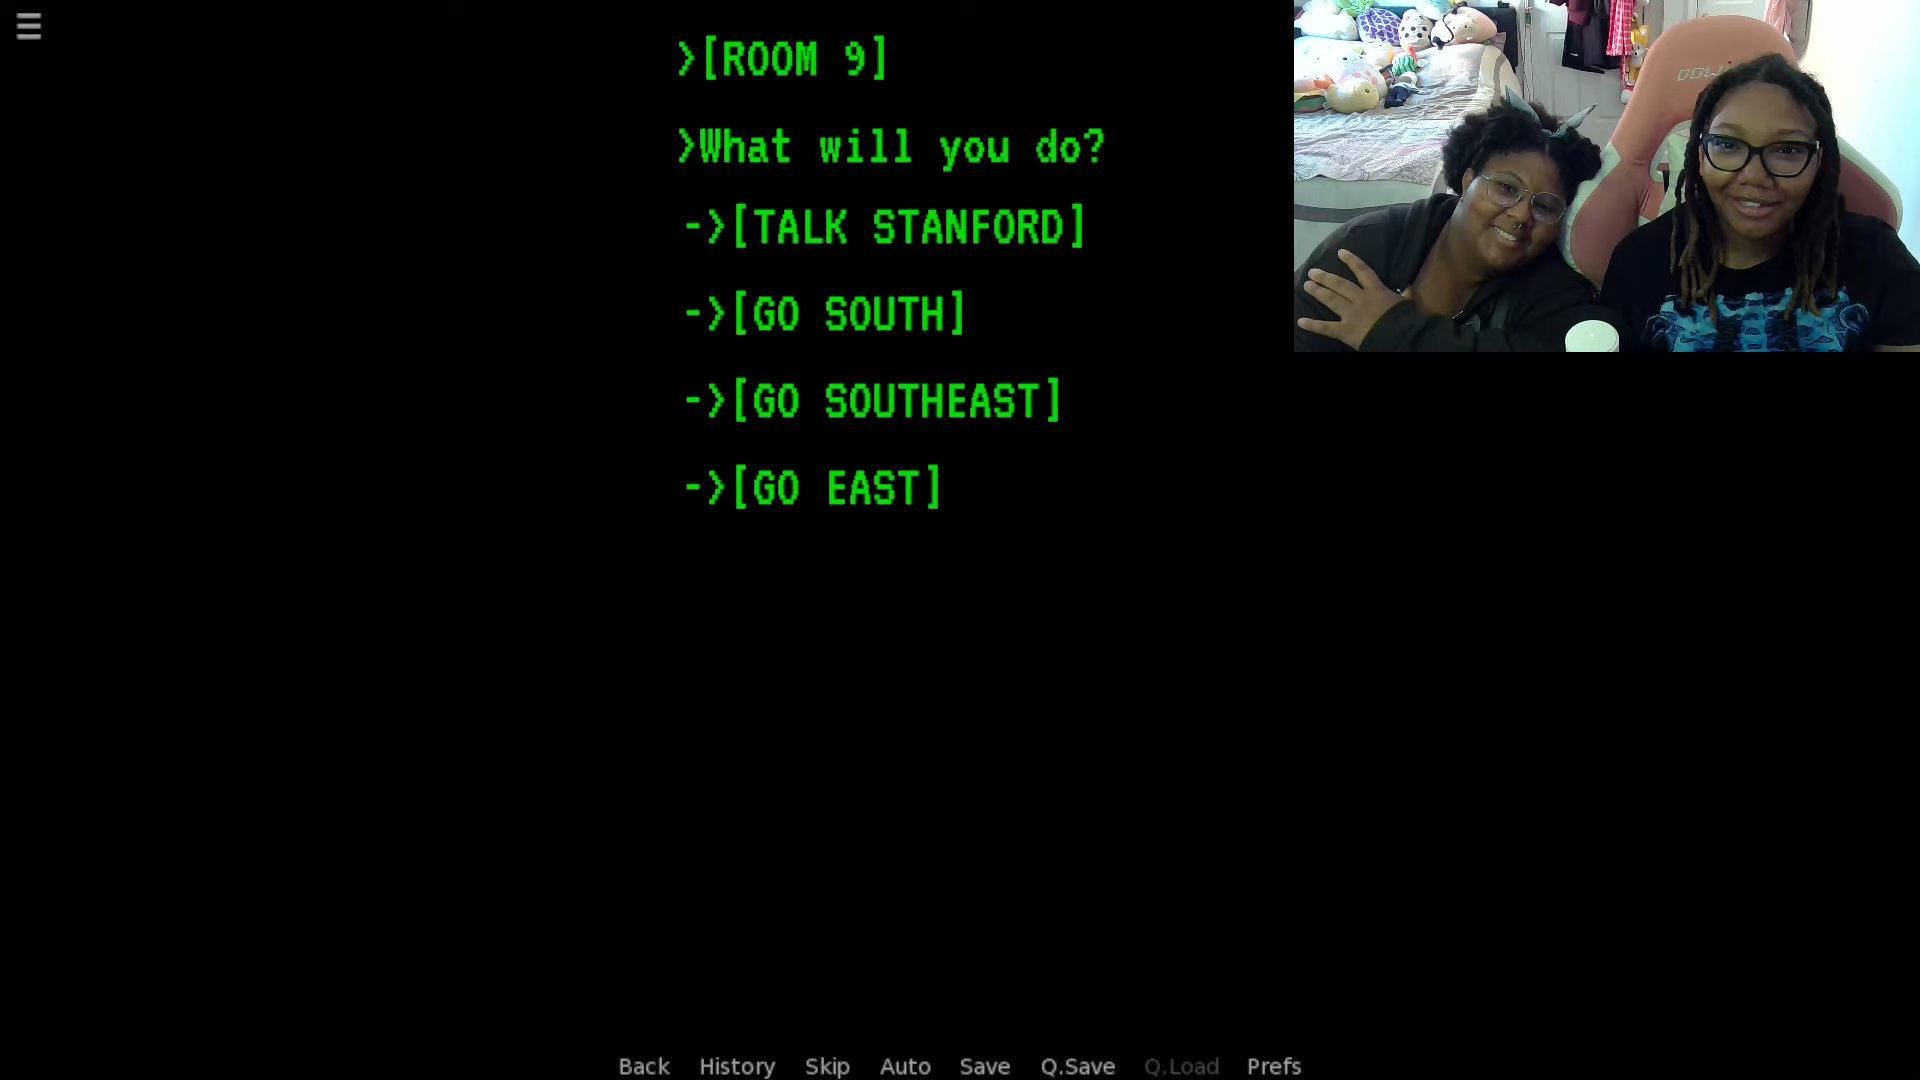 >[ROOM 9]
>What will you do?
->[TALK STANFORD]
->[GO SOUTH]
->[GO SOUTHEAST]
->[GO EAST]
Back History Skip Auto Save Q.Save Q.Load Prefs